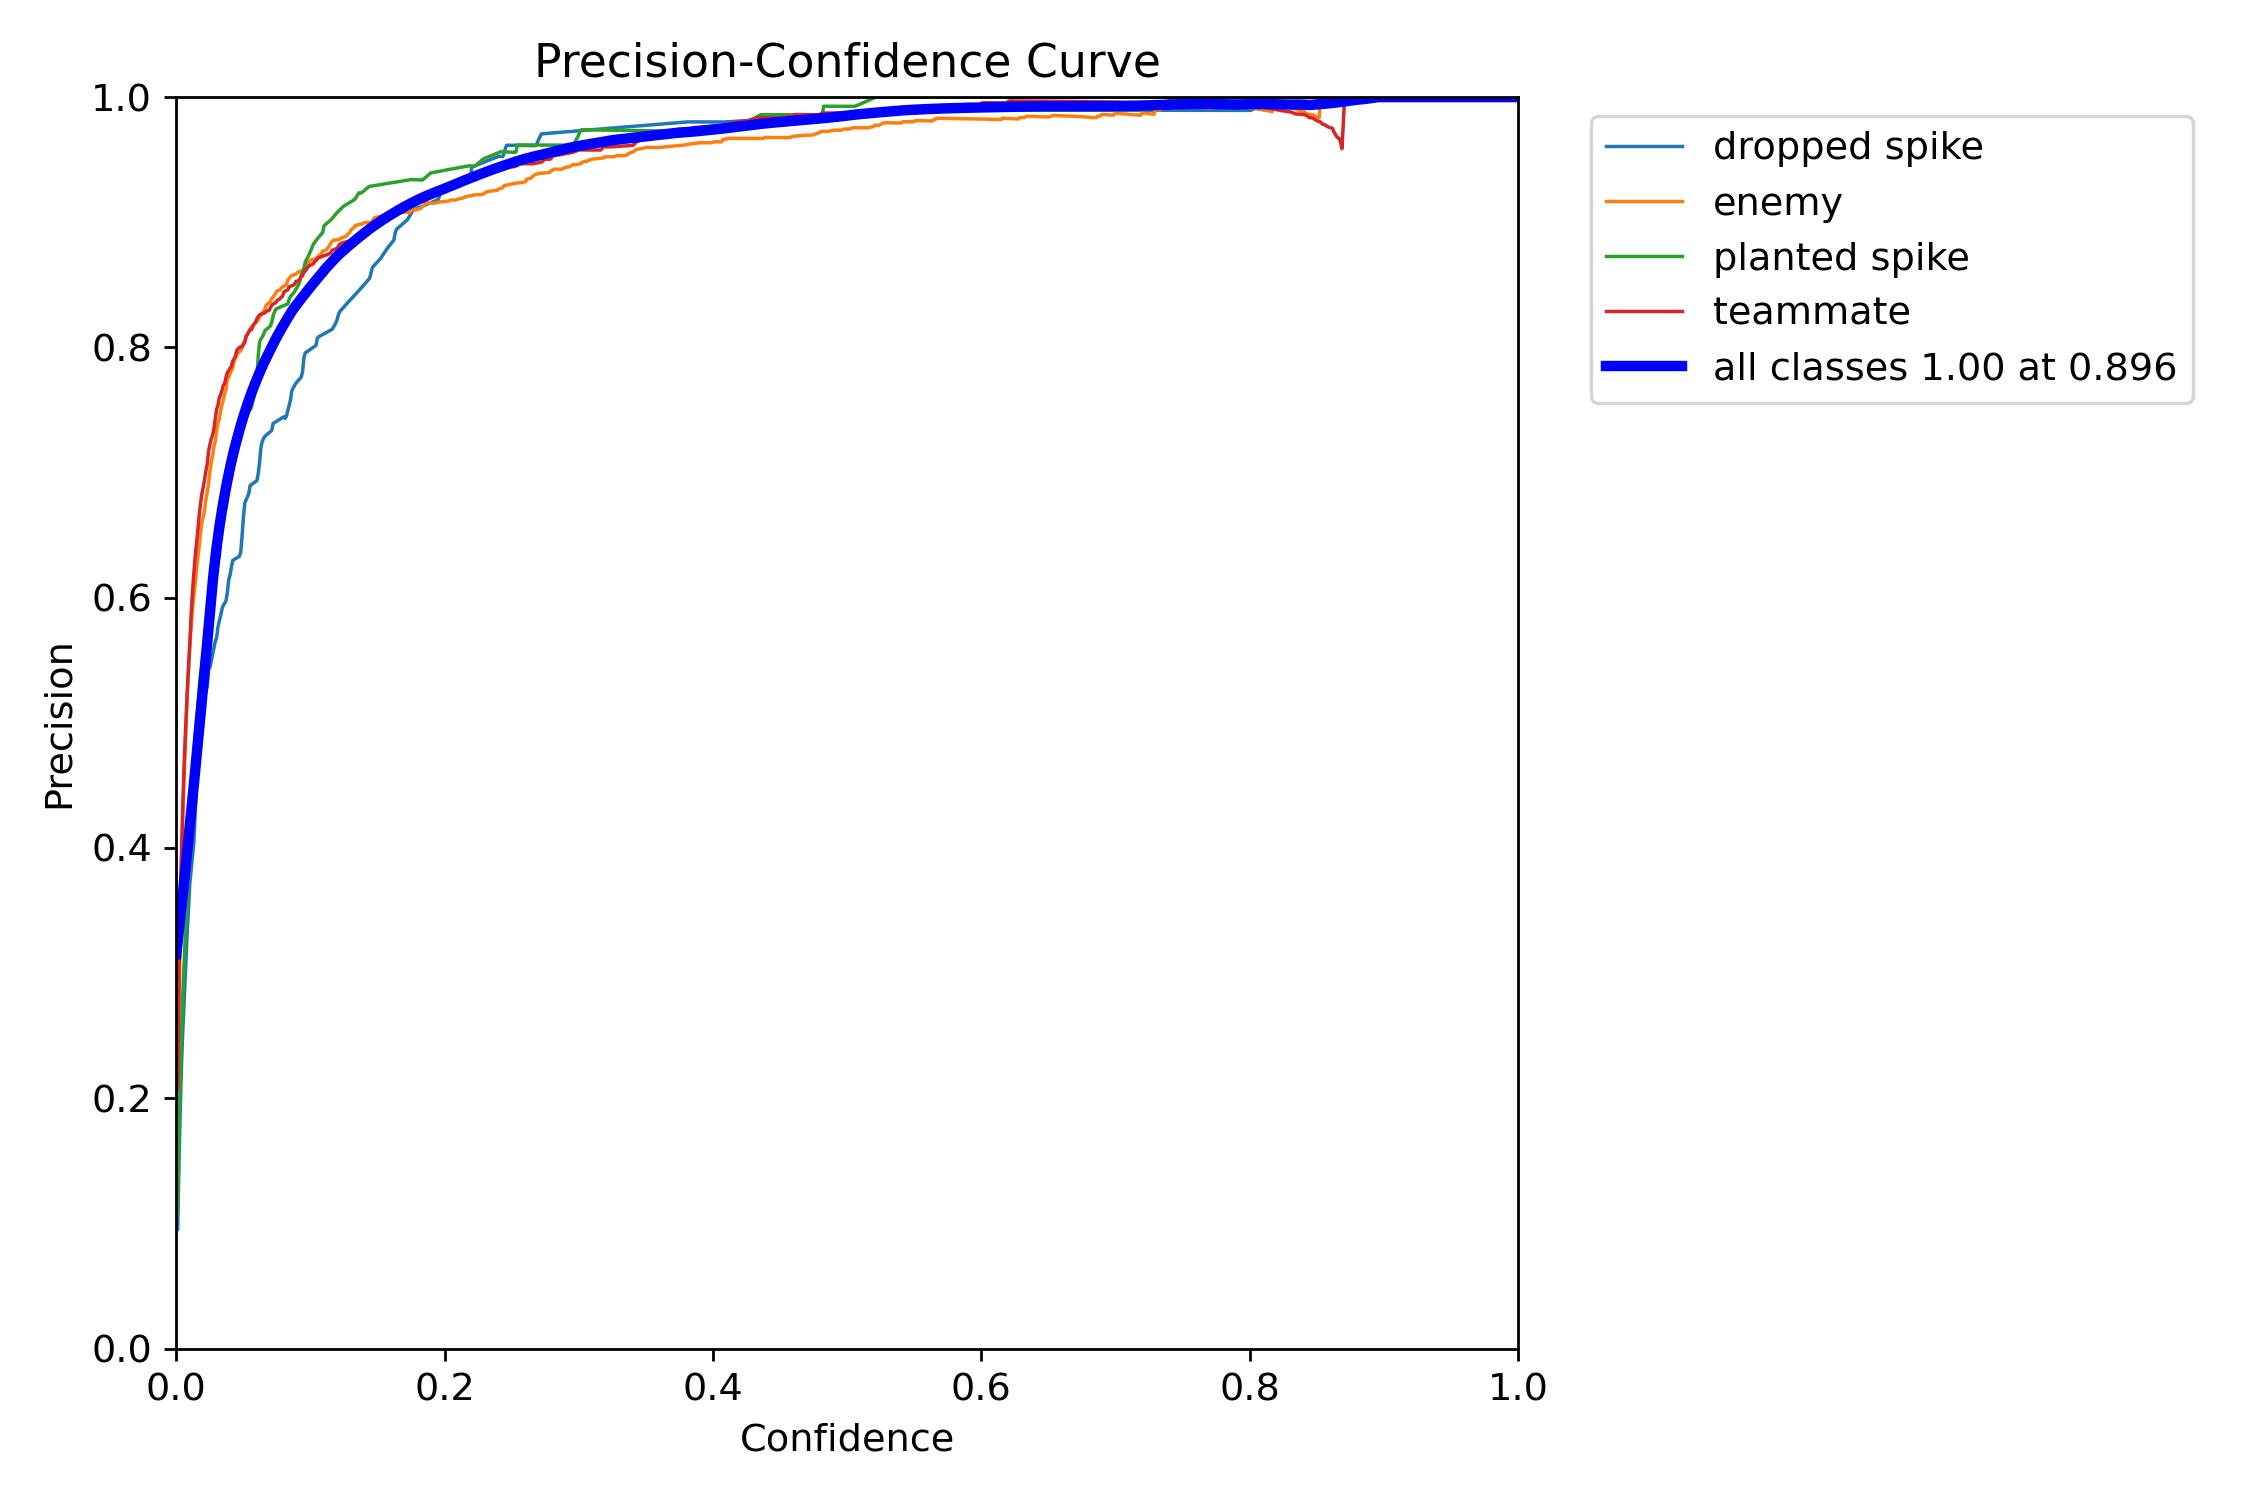 Precision-Confidence Curve
1.0
0.8
0.6
0.4
0.2
0.0
Precision
0.0 0.2 0.4 0.6 0.8 1.0
Confidence
dropped spike
enemy
planted spike
teammate
all classes 1.00 at 0.896